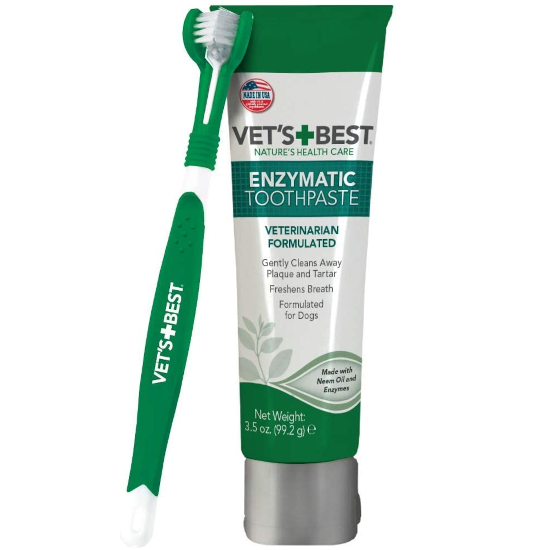 MADE IN USA
VET'S+BEST
NATURE'S HEALTH CARE
ENZYMATIC
TOOTHPASTE
VETERINARIAN
FORMULATED
Gently Cleans Away
Plaque and Tartar
Freshens Breath
Formulated
for Dogs
Made with
Neem Oil and
Enzymes
Net Weight:
3.5 oz. (99.2 g) ℮
VET'S+BEST